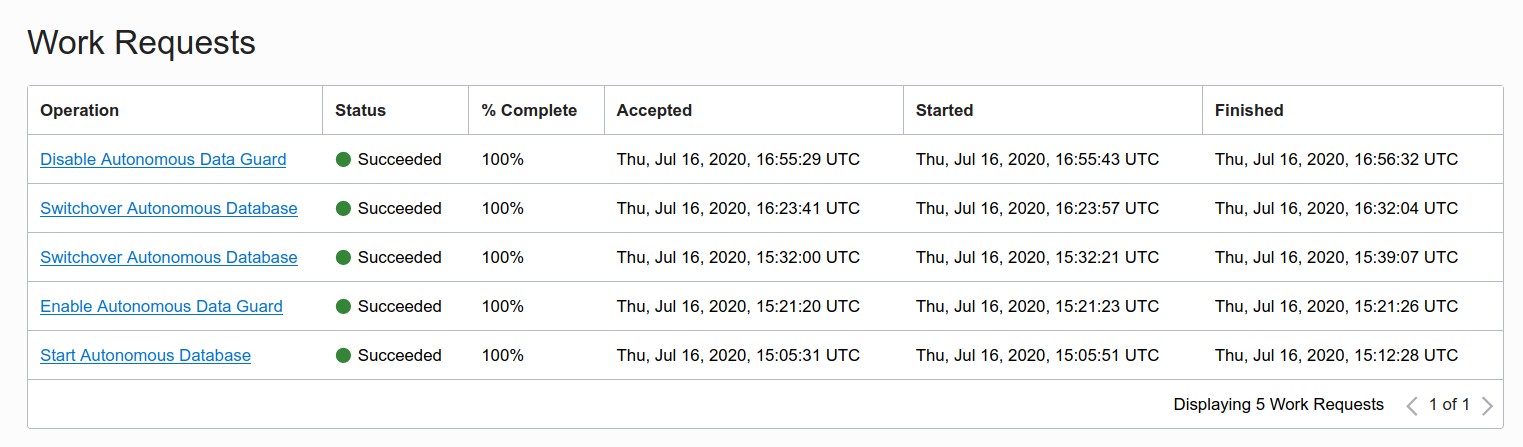 Work Requests
Operation Status % Complete Accepted Started Finished
Disable Autonomous Data Guard Succeeded 100% Thu, Jul 16, 2020, 16:55:29 UTC Thu, Jul 16, 2020, 16:55:43 UTC Thu, Jul 16, 2020, 16:56:32 UTC
Switchover Autonomous Database Succeeded 100% Thu, Jul 16, 2020, 16:23:41 UTC Thu, Jul 16, 2020, 16:23:57 UTC Thu, Jul 16, 2020, 16:32:04 UTC
Switchover Autonomous Database Succeeded 100% Thu, Jul 16, 2020, 15:32:00 UTC Thu, Jul 16, 2020, 15:32:21 UTC Thu, Jul 16, 2020, 15:39:07 UTC
Enable Autonomous Data Guard Succeeded 100% Thu, Jul 16, 2020, 15:21:20 UTC Thu, Jul 16, 2020, 15:21:23 UTC Thu, Jul 16, 2020, 15:21:26 UTC
Start Autonomous Database Succeeded 100% Thu, Jul 16, 2020, 15:05:31 UTC Thu, Jul 16, 2020, 15:05:51 UTC Thu, Jul 16, 2020, 15:12:28 UTC
Displaying 5 Work Requests 1 of 1